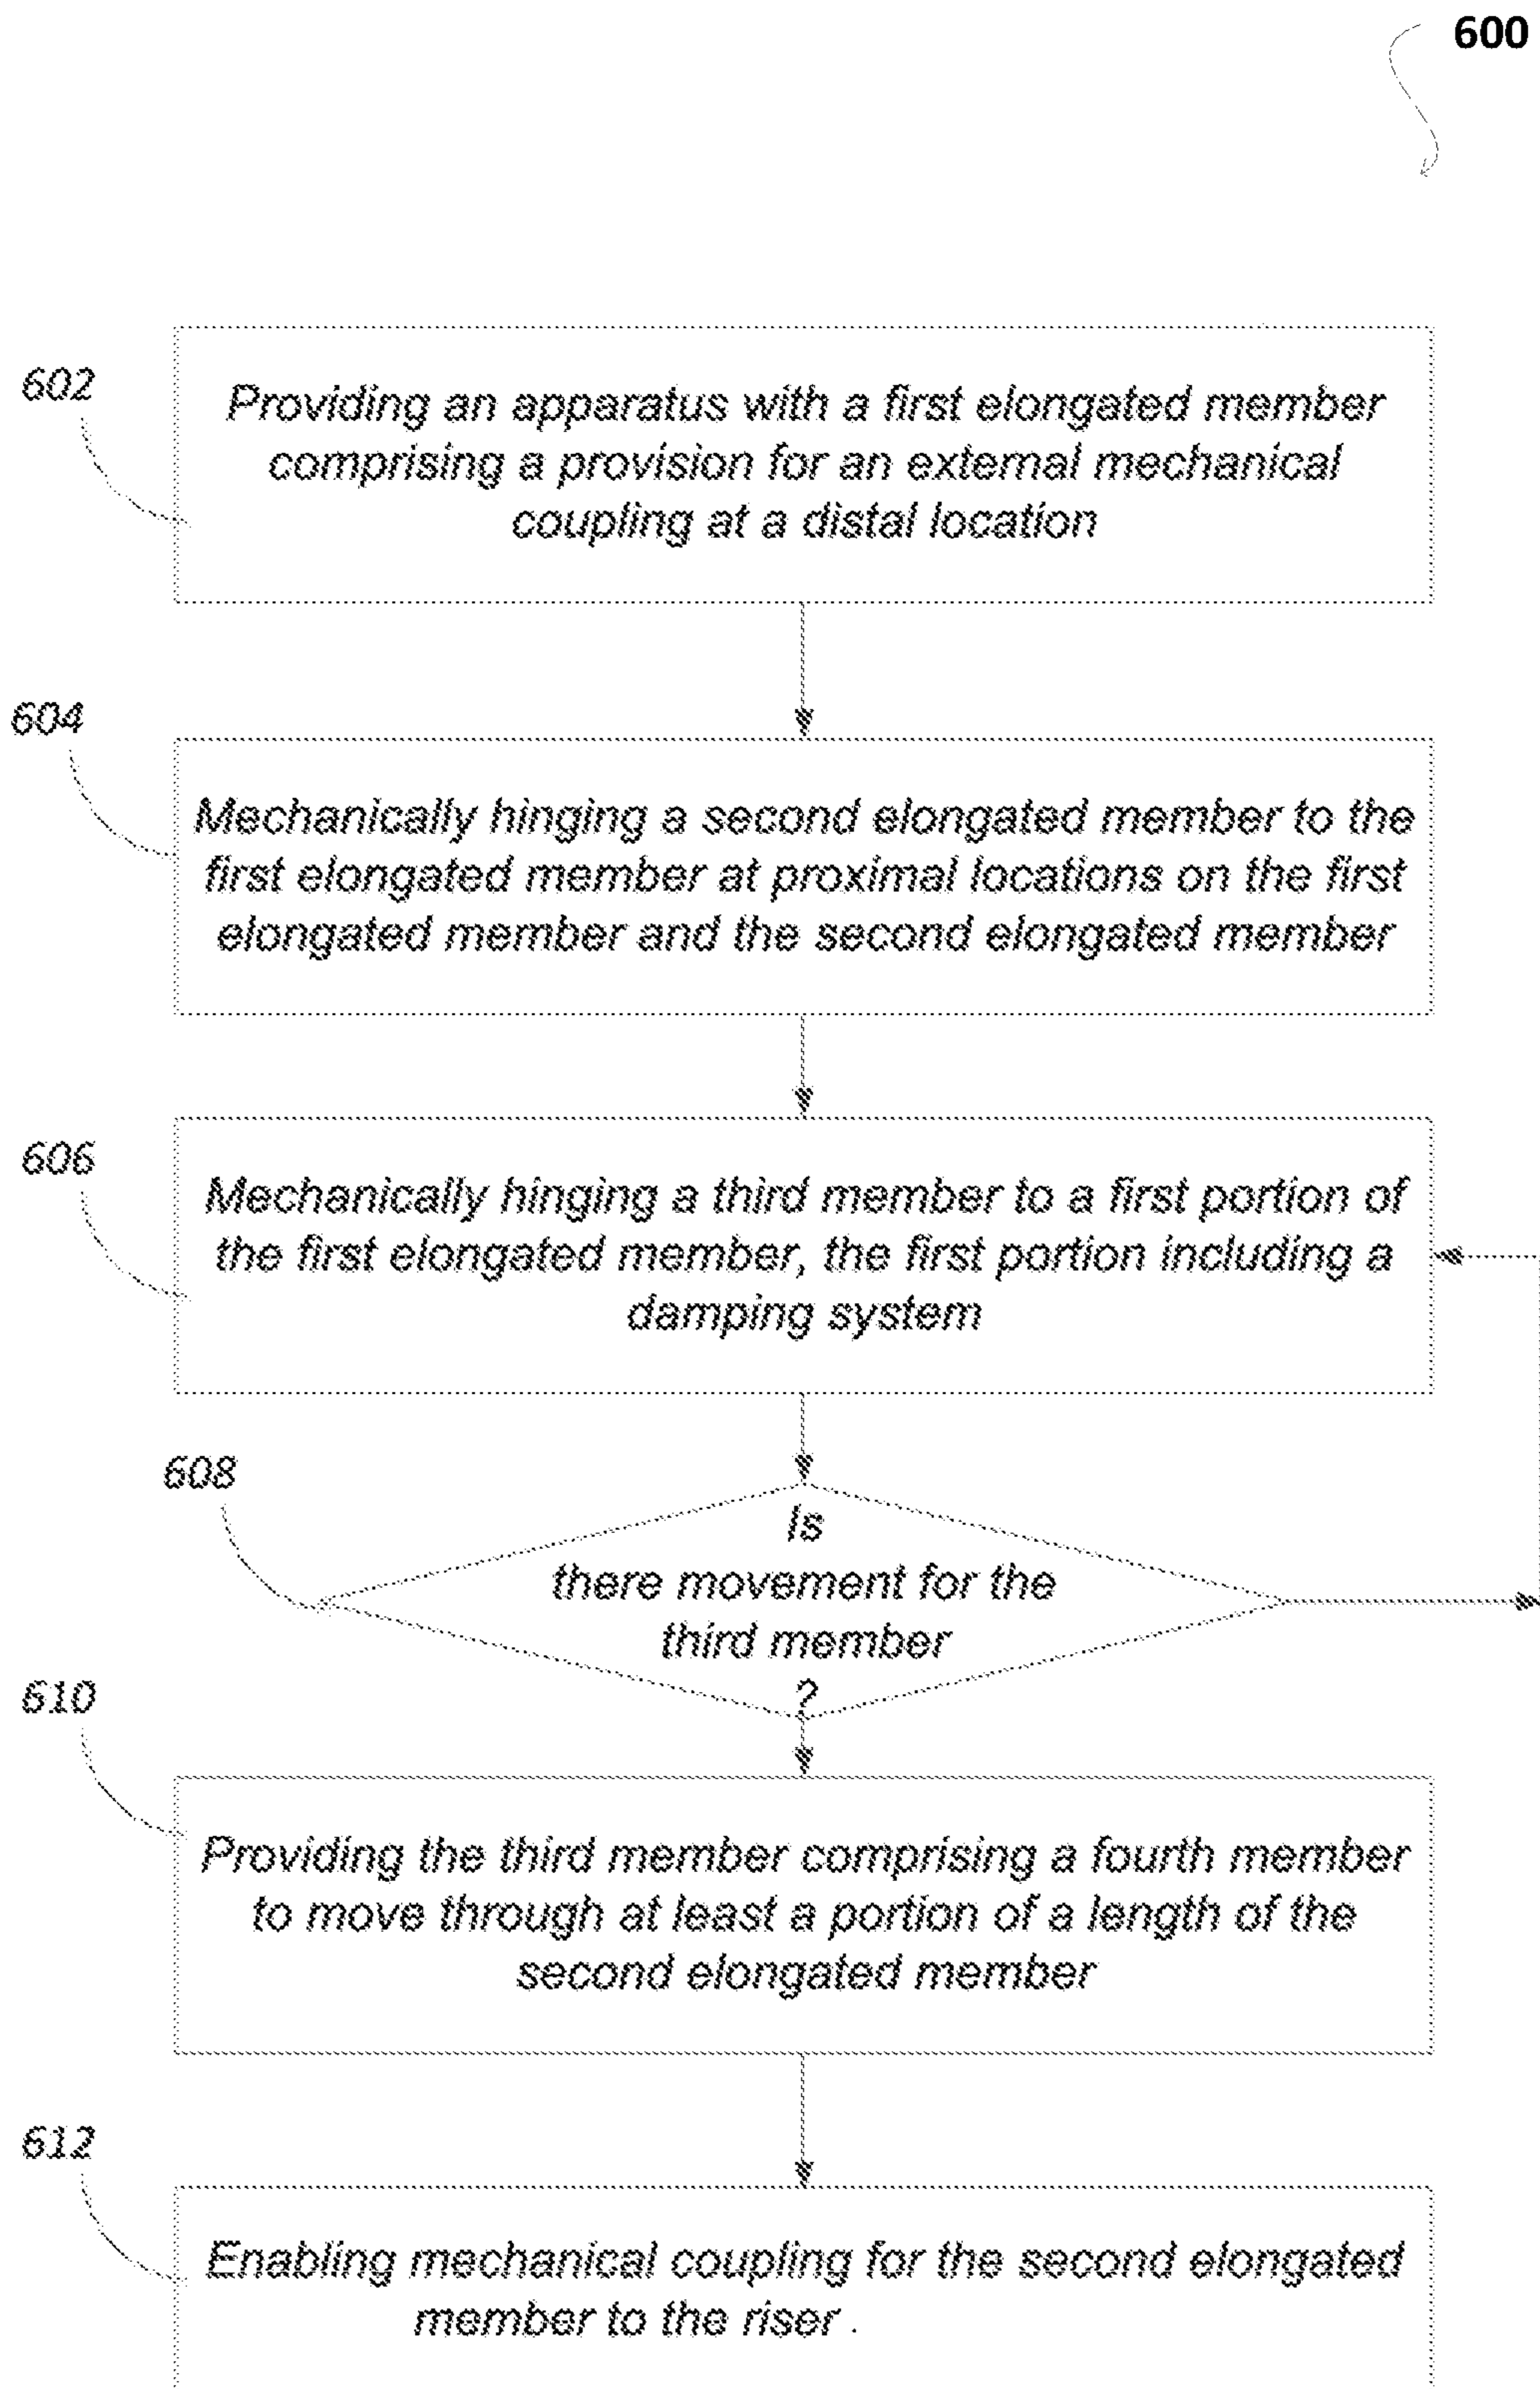 600
602
Providing an apparatus with a first elongated member
comprising a provision for an external mechanical
coupling at a distal location
604
Mechanically hinging a second elongated member to the
first elongated member at proximal locations on the first
elongated member and the second elongated member
606
Mechanically hinging a third member to a first portion of
the first elongated member, the first portion including a
damping system
608
Is
there movement for the
third member
?
610
Providing the third member comprising a fourth member
to move through at least a portion of a length of the
second elongated member
612
Enabling mechanical coupling for the second elongated
member to the riser .